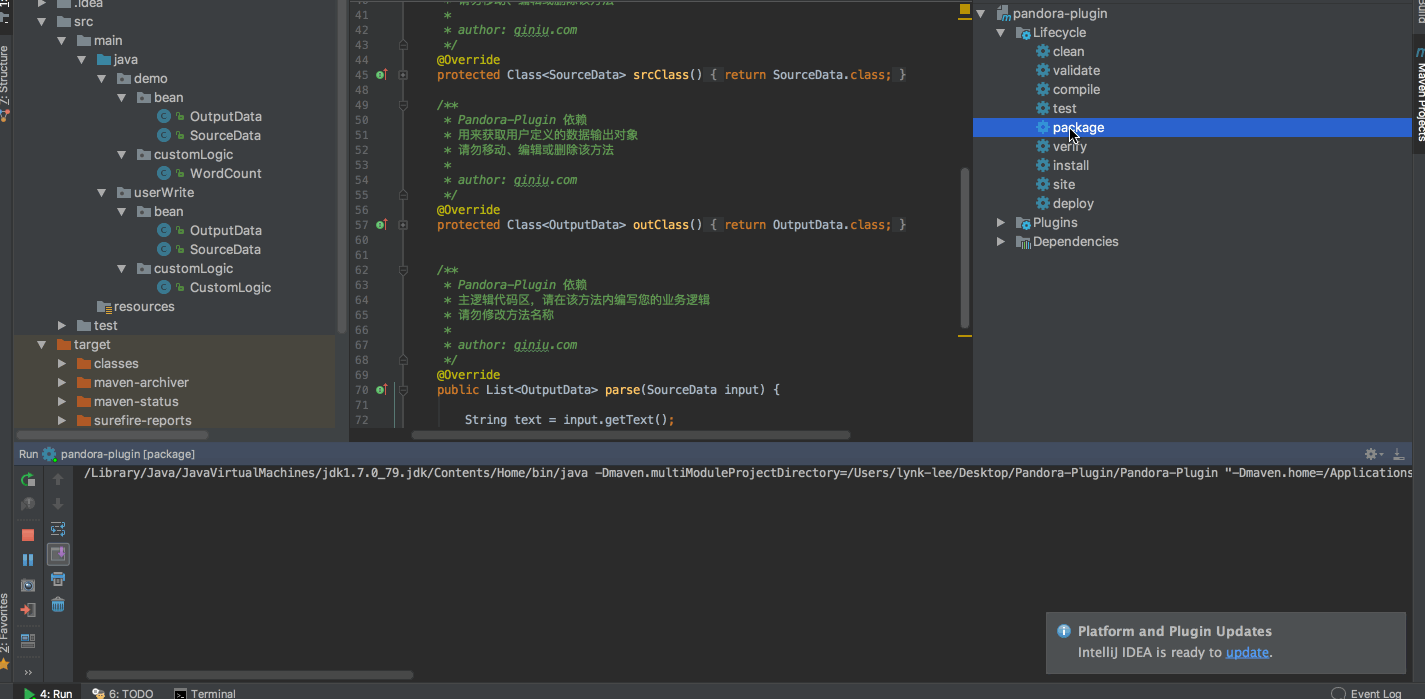 .idea
src
main
java
demo
bean
OutputData
SourceData
customLogic
WordCount
userWrite
bean
OutputData
SourceData
customLogic
CustomLogic
resources
test
target
classes
maven-archiver
maven-status
surefire-reports
7: Structure
2: Favorites
41 *
42 * author: giniu.com
43 */
44 @Override
45 protected Class<SourceData> srcClass() { return SourceData.class; }
48
49 /**
50 * Pandora-Plugin 依赖
51 * 用来获取用户定义的数据输出对象
52 * 请勿移动、编辑或删除该方法
53 *
54 * author: giniu.com
55 */
56 @Override
57 protected Class<OutputData> outClass() { return OutputData.class; }
60
61
62 /**
63 * Pandora-Plugin 依赖
64 * 主逻辑代码区，请在该方法内编写您的业务逻辑
65 * 请勿修改方法名称
66 *
67 * author: giniu.com
68 */
69 @Override
70 public List<OutputData> parse(SourceData input) {
71
72 String text = input.getText();
pandora-plugin
Lifecycle
clean
validate
compile
test
package
verify
install
site
deploy
Plugins
Dependencies
Maven Projects
Run pandora-plugin [package]
/Library/Java/JavaVirtualMachines/jdk1.7.0_79.jdk/Contents/Home/bin/java -Dmaven.multiModuleProjectDirectory=/Users/lynk-lee/Desktop/Pandora-Plugin/Pandora-Plugin "-Dmaven.home=/Applications
Platform and Plugin Updates
IntelliJ IDEA is ready to update.
4: Run 6: TODO Terminal Event Log